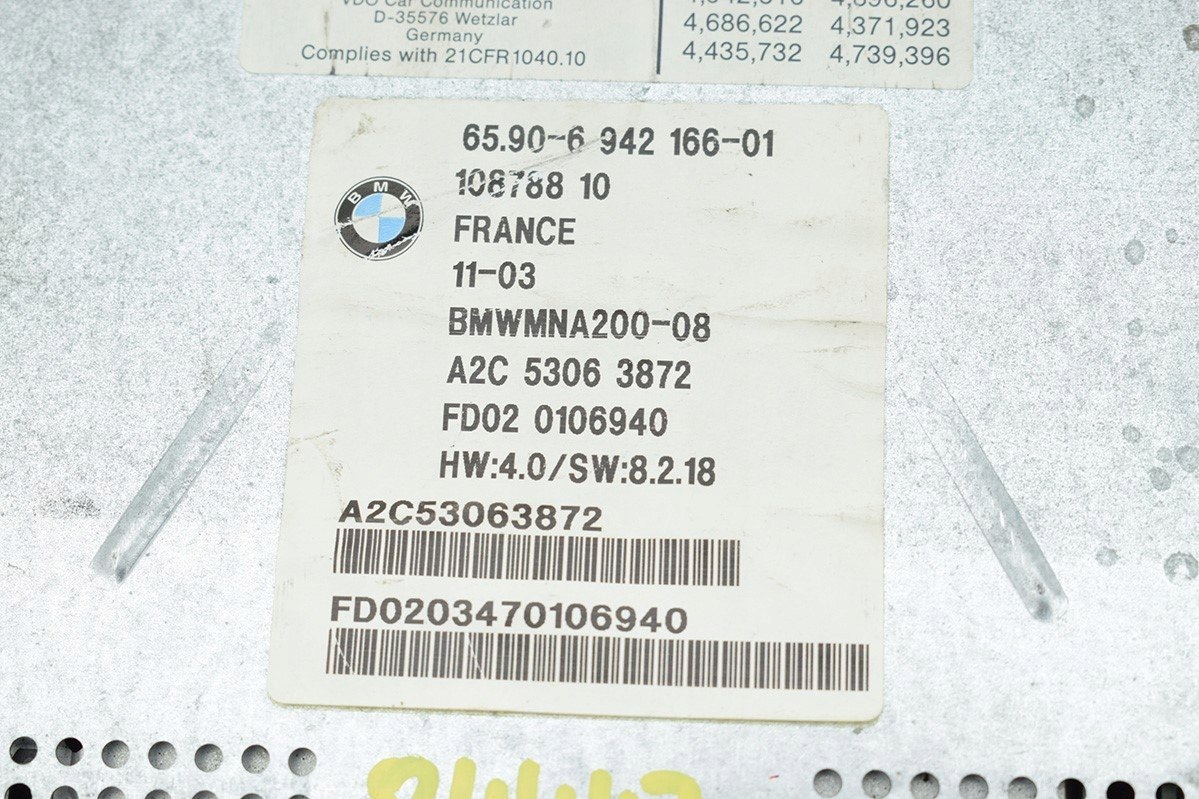 VDO Car Communication
D-35576 Wetzlar
Germany
Complies with 21CFR1040.10
4,686,622 4,371,923
4,435,732 4,739,396
65.90-6 942 166-01
108788 10
BMW
FRANCE
11-03
BMWMNA200-08
A2C 5306 3872
FD02 0106940
HW:4.0/SW:8.2.18
A2C53063872
FD0203470106940